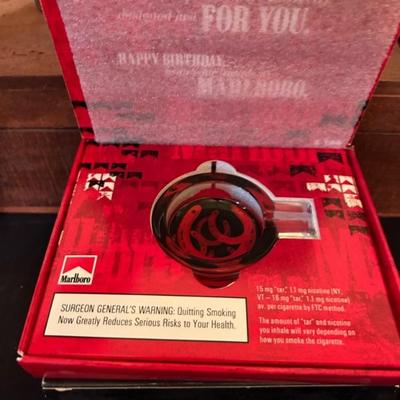 designed just
FOR YOU.
HAPPY BIRTHDAY,
MARLBORO.
Marlboro
SURGEON GENERAL'S WARNING: Quitting Smoking
Now Greatly Reduces Serious Risks to Your Health.
15 mg "tar," 1.1 mg nicotine (NY,
VT - 16 mg "tar," 1.1 mg nicotine)
av. per cigarette by FTC method.
The amount of "tar" and nicotine
you inhale will vary depending on
how you smoke the cigarette.